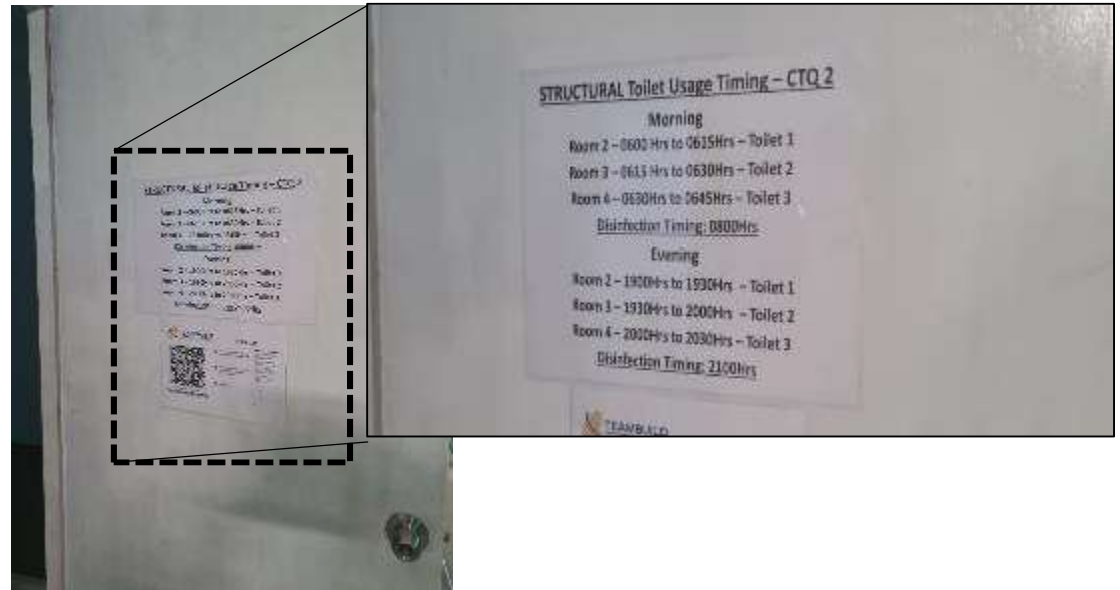 STRUCTURAL Toilet Usage Timing – CTQ 2
Morning
Room 2 – 0600 Hrs to 0615Hrs – Toilet 1
Room 3 – 0615 Hrs to 0630Hrs – Toilet 2
Room 4 – 0630Hrs to 0645Hrs – Toilet 3
Disinfection Timing: 0800Hrs
Evening
Room 2 – 1900Hrs to 1930Hrs – Toilet 1
Room 3 – 1930Hrs to 2000Hrs – Toilet 2
Room 4 – 2000Hrs to 2030Hrs – Toilet 3
Disinfection Timing: 2100Hrs
TEAMBUILD